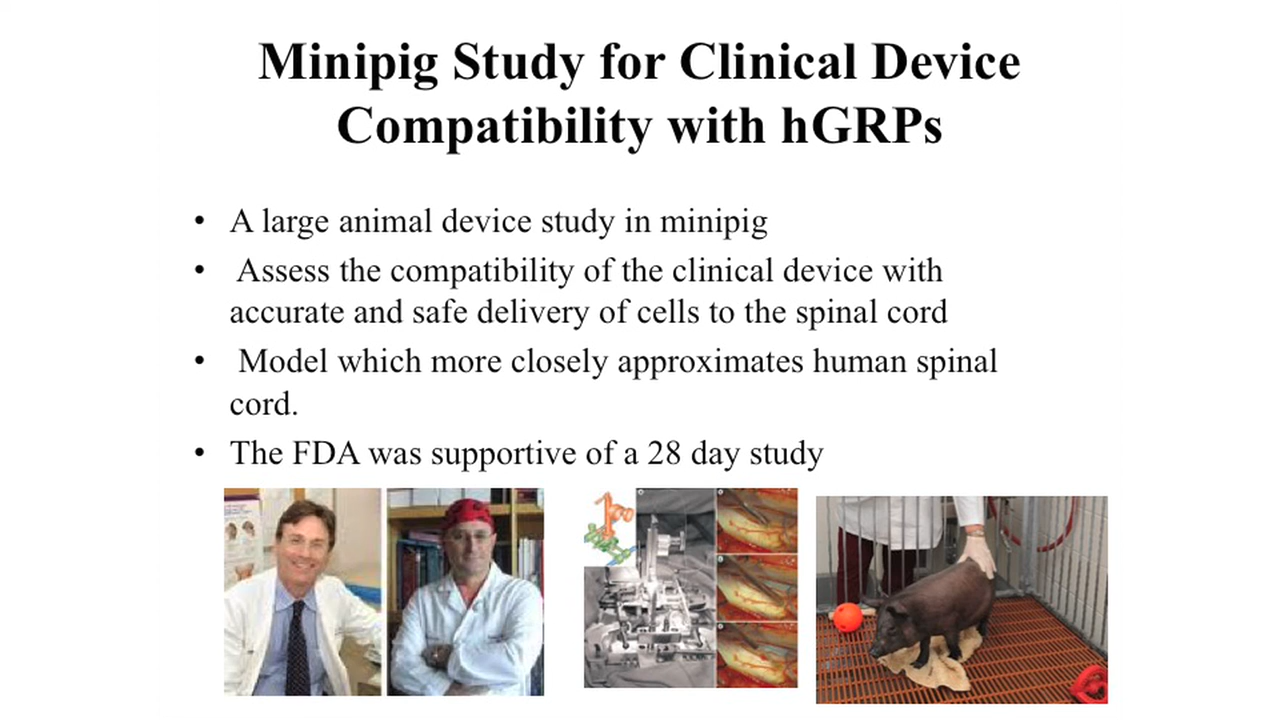 Minipig Study for Clinical Device
Compatibility with hGRPs
• A large animal device study in minipig
• Assess the compatibility of the clinical device with
accurate and safe delivery of cells to the spinal cord
• Model which more closely approximates human spinal
cord.
• The FDA was supportive of a 28 day study